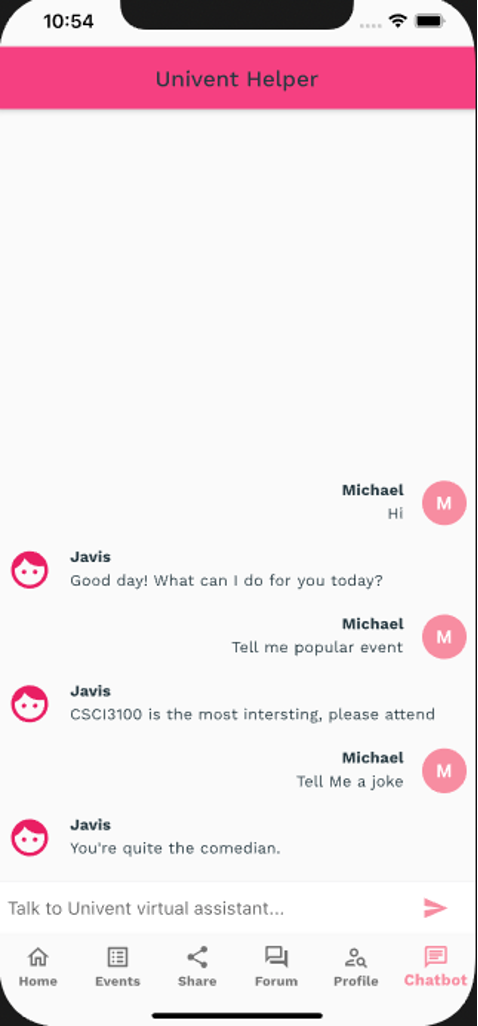 10:54
Univent Helper
Michael
M
Hi
Javis
Good day! What can I do for you today?
Michael
M
Tell me popular event
Javis
CSCI3100 is the most intersting, please attend
Michael
M
Tell Me a joke
Javis
You're quite the comedian.
Talk to Univent virtual assistant...
Home Events Share Forum Profile Chatbot